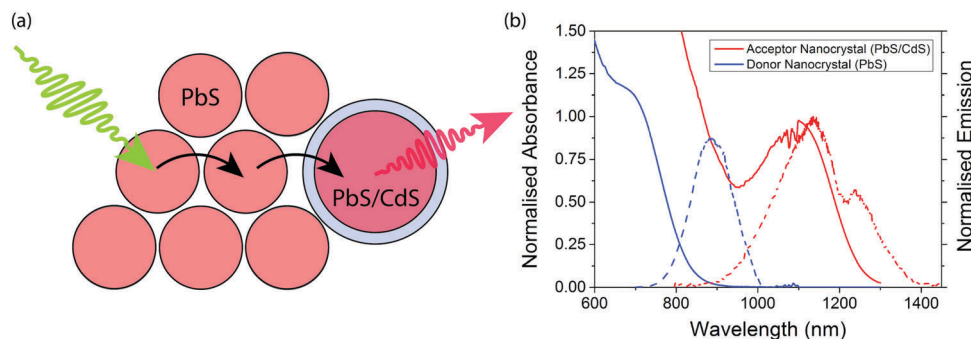 (a)
PbS
PbS/CdS
(b)
Normalised Absorbance
1.50
1.25
1.00
0.75
0.50
0.25
0.00
600
800
1000
1200
1400
Wavelength (nm)
Normalised Emission
Acceptor Nanocrystal (PbS/CdS)
Donor Nanocrystal (PbS)